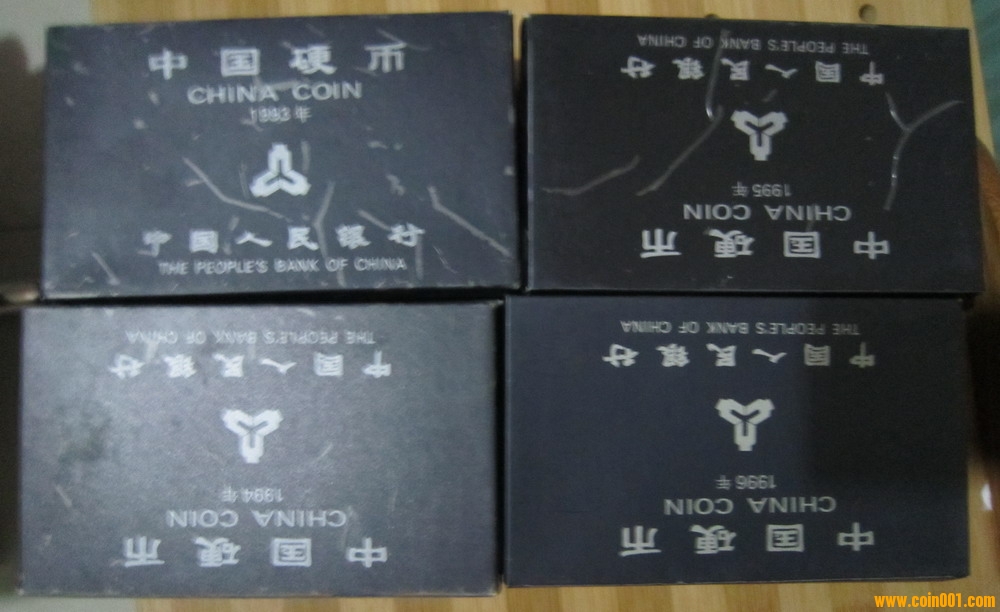 中国硬币
CHINA COIN
1993年
中国人民银行
THE PEOPLE'S BANK OF CHINA
中国硬币
CHINA COIN
1995年
中国人民银行
THE PEOPLE'S BANK OF CHINA
中国硬币
CHINA COIN
1994年
中国人民银行
THE PEOPLE'S BANK OF CHINA
中国硬币
CHINA COIN
1996年
中国人民银行
THE PEOPLE'S BANK OF CHINA
www.coin001.com